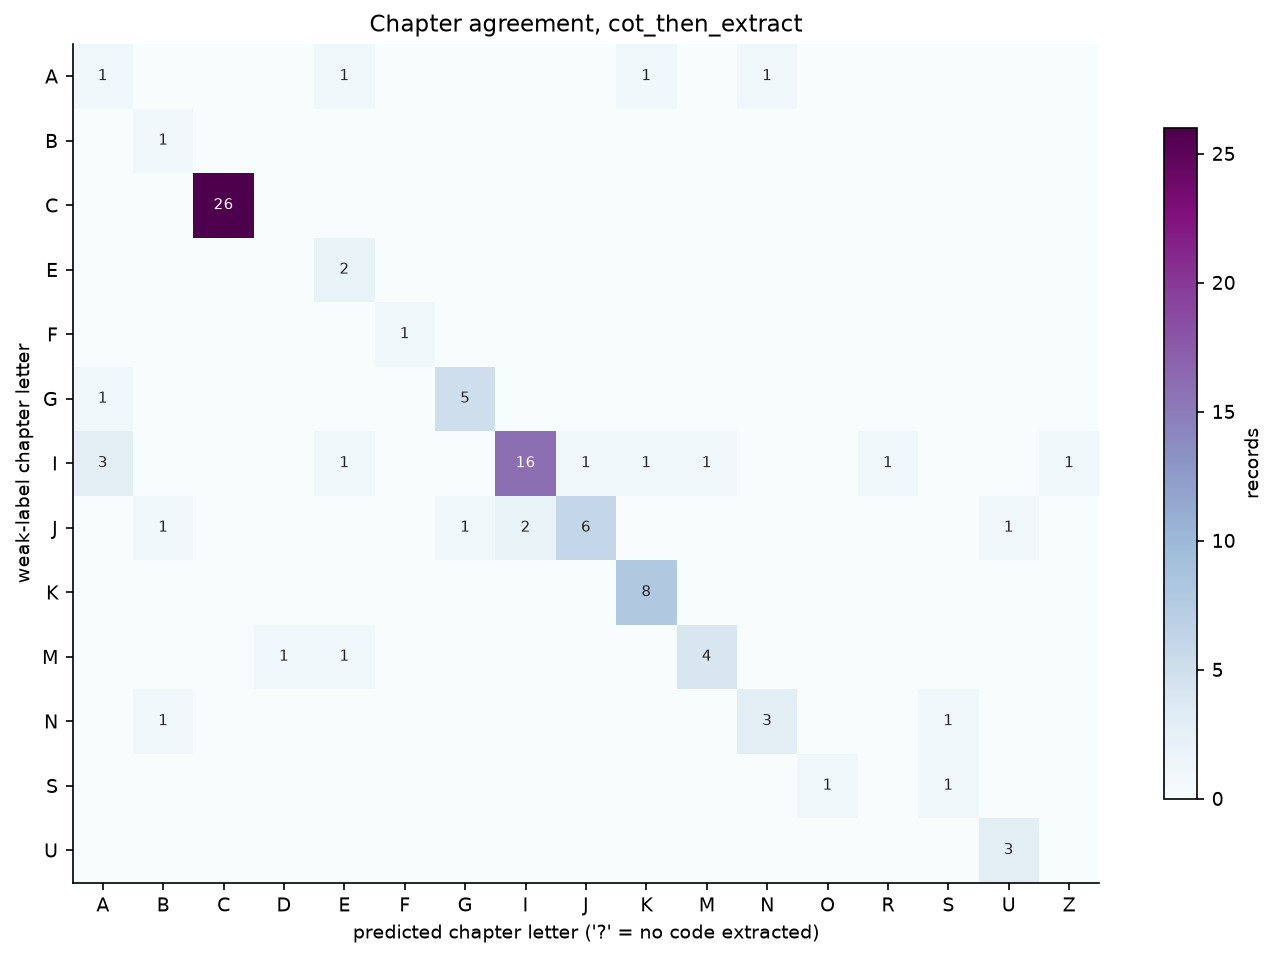 Chapter agreement, cot_then_extract
A 1 1 1 1
B 1
C 26
E 2
F 1
G 1 5
I 3 1 16 1 1 1 1 1
J 1 1 2 6 1
K 8
M 1 1 4
N 1 3 1
S 1 1
U 3
A B C D E F G I J K M N O R S U Z
predicted chapter letter ('?' = no code extracted)
weak-label chapter letter
25
20
15
10
5
0
records